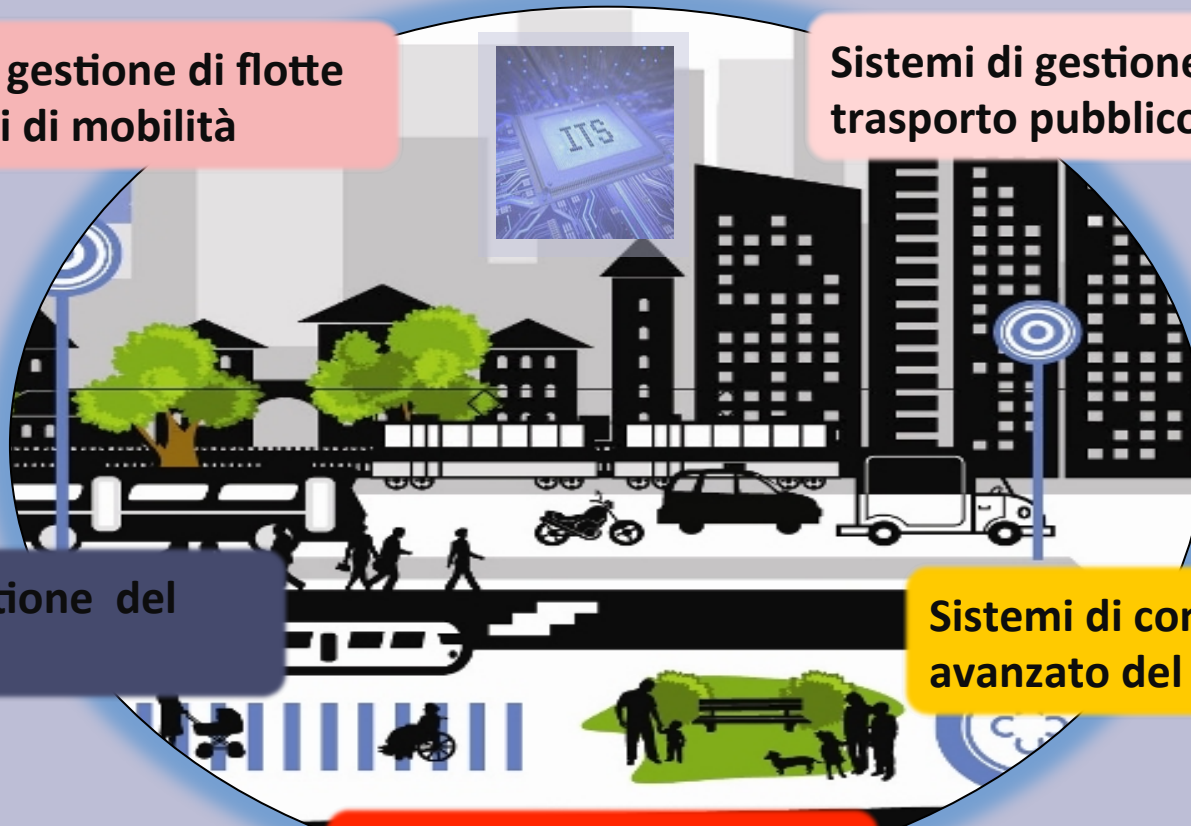 gestione di flotte
i di mobilità
ITS
Sistemi di gestione
trasporto pubblico
tione del
Sistemi di con
avanzato del